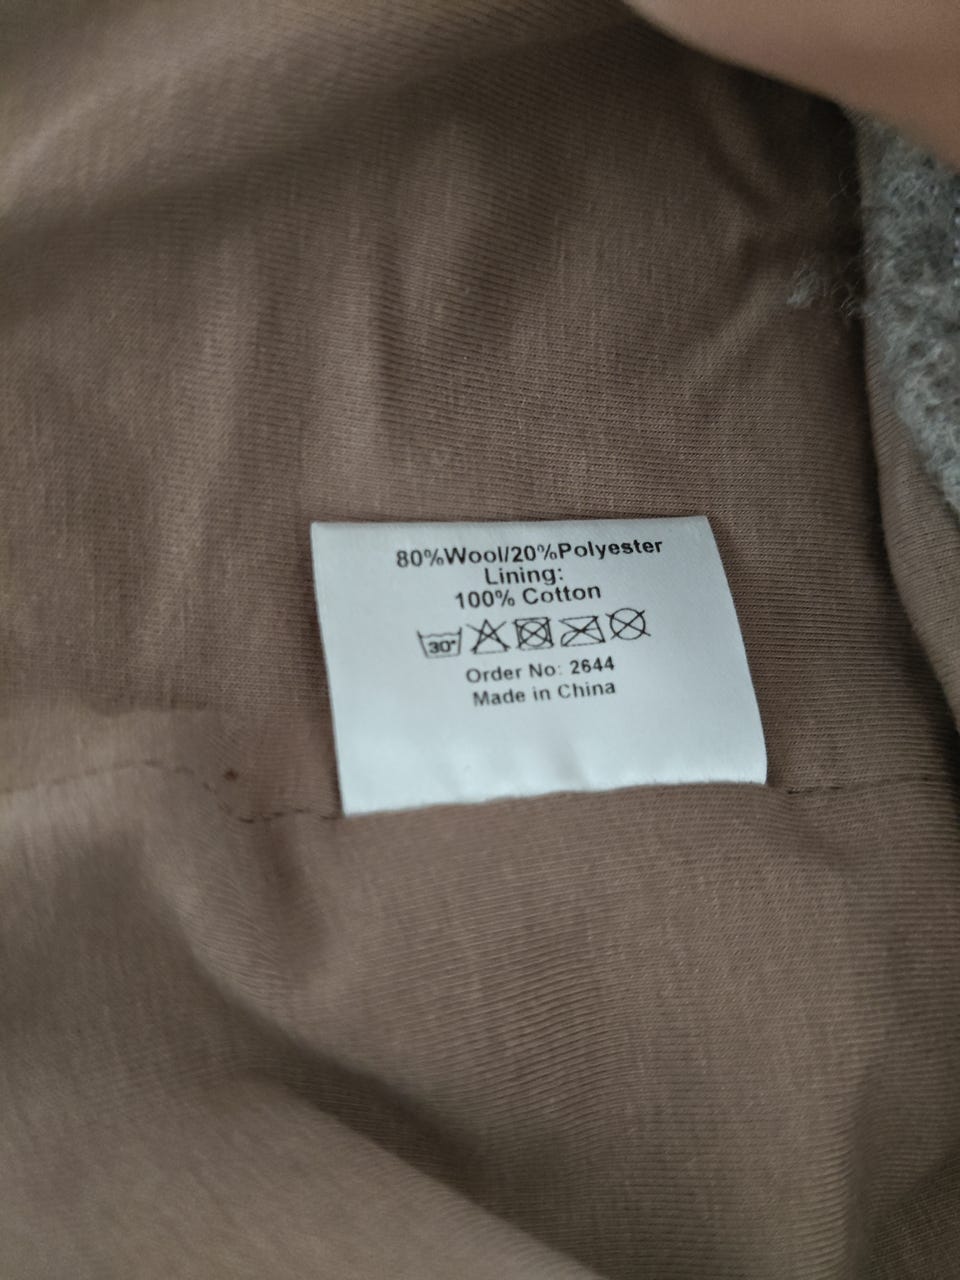 80%Wool/20%Polyester
Lining:
100% Cotton
30°
Order No: 2644
Made in China